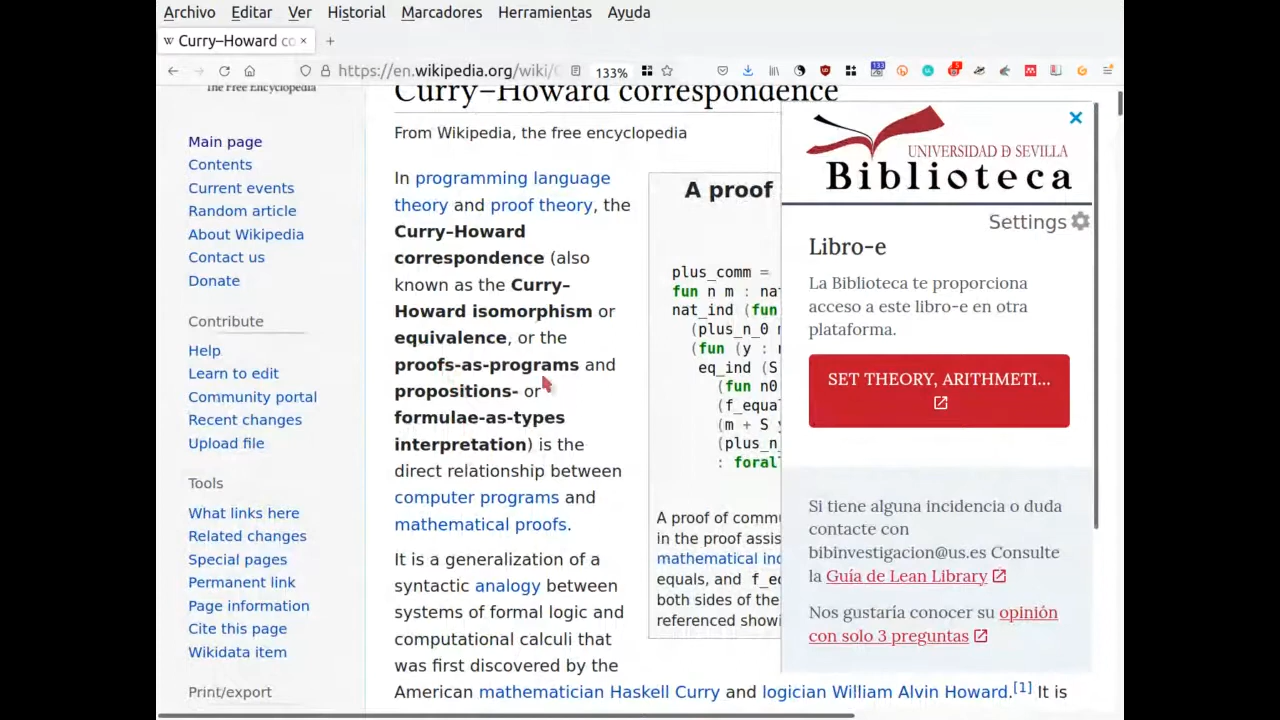 Archivo Editar Ver Historial Marcadores Herramientas Ayuda
Curry–Howard co
https://en.wikipedia.org/wiki/C 133%
133
The Free Encyclopedia
Main page
Contents
Current events
Random article
About Wikipedia
Contact us
Donate
Contribute
Help
Learn to edit
Community portal
Recent changes
Upload file
Tools
What links here
Related changes
Special pages
Permanent link
Page information
Cite this page
Wikidata item
Print/export
Curry–Howard correspondence
From Wikipedia, the free encyclopedia
In programming language
theory and proof theory, the
Curry–Howard
correspondence (also
known as the Curry–
Howard isomorphism or
equivalence, or the
proofs-as-programs and
propositions- or
formulae-as-types
interpretation) is the
direct relationship between
computer programs and
mathematical proofs.
It is a generalization of a
syntactic analogy between
systems of formal logic and
computational calculi that
was first discovered by the
American mathematician Haskell Curry and logician William Alvin Howard.[1] It is
A proof
plus_comm =
fun n m : na
nat_ind (fun
(plus_n_0
(fun (y :
eq_ind (S
(fun n0
(f_equa
(m + S
(plus_n
: foral
A proof of comm
in the proof assis
mathematical ind
equals, and f_e
both sides of the
referenced showi
UNIVERSIDAD Ð SEVILLA
Biblioteca
Settings
Libro-e
La Biblioteca te proporciona
acceso a este libro-e en otra
plataforma.
SET THEORY, ARITHMETI...
Si tiene alguna incidencia o duda
contacte con
bibinvestigacion@us.es Consulte
la Guía de Lean Library
Nos gustaría conocer su opinión
con solo 3 preguntas